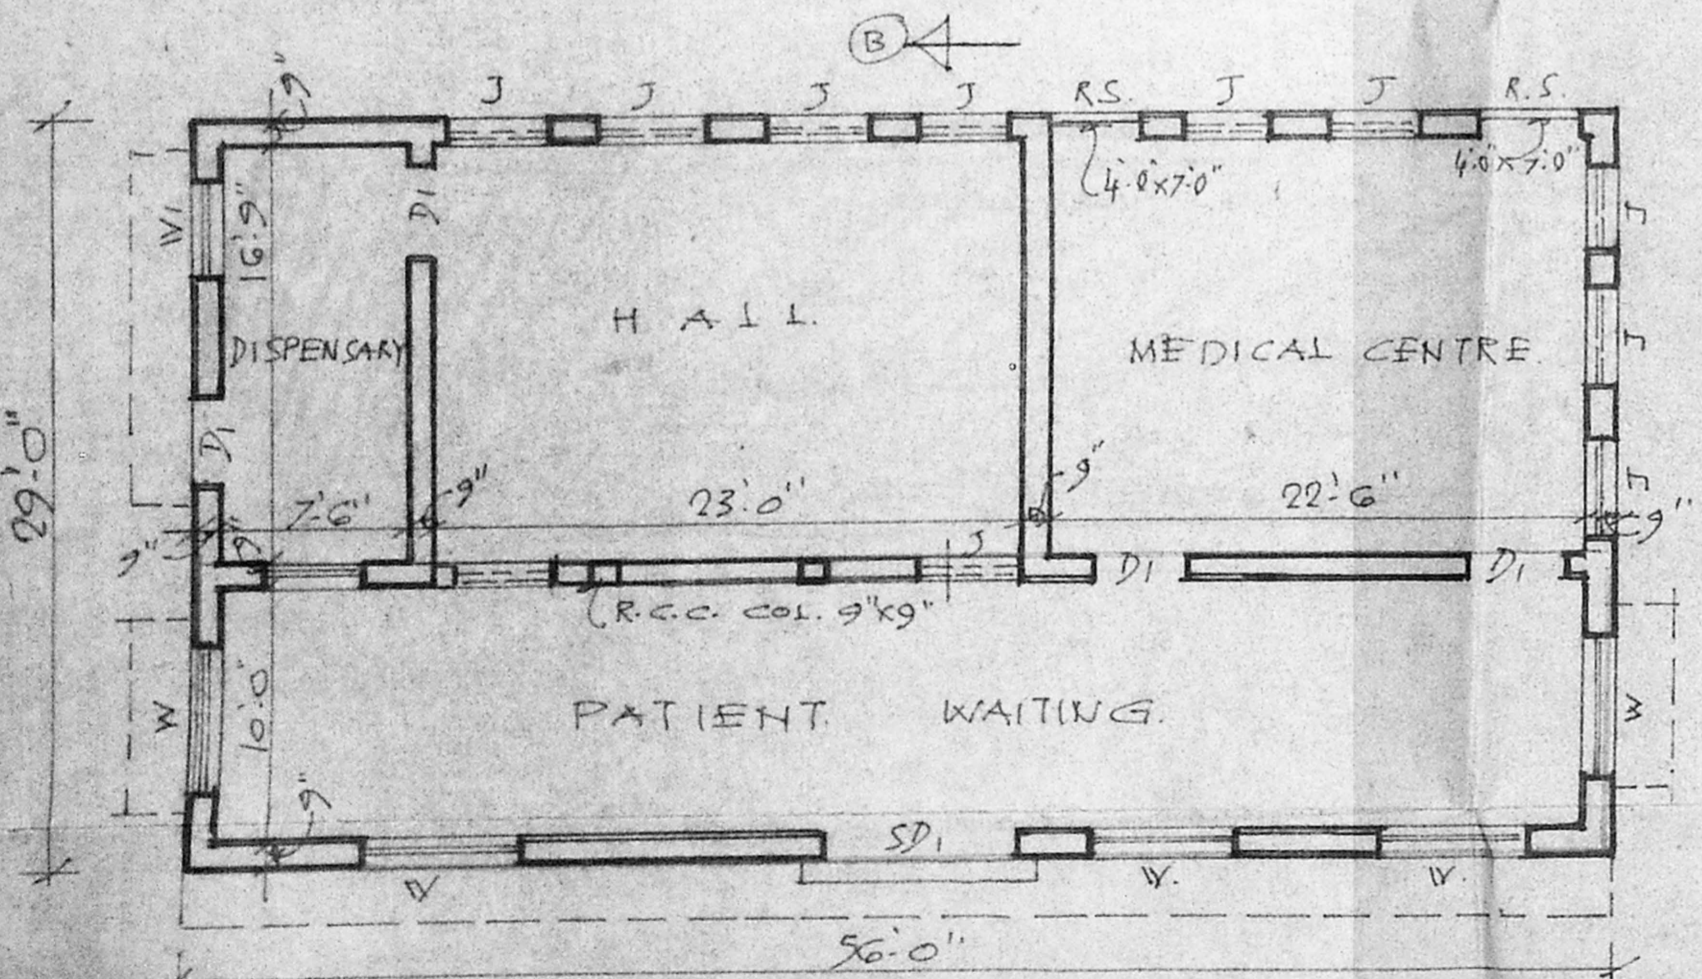 B
9"
J J J J R.S. J J R.S.
4'.0"x7'.0"
4'.0"x7'.0"
W1
16'-9"
D1
J
H A L L.
DISPENSARY
MEDICAL CENTRE.
J
29'-0"
D1
9"
9"
7'-6"
9"
9"
23'-0"
22'-6"
J
9"
J
D1
D1
R.C.C. COL. 9"x9"
W
10'-0"
PATIENT. WAITING.
W
9"
SD1
W
W.
W.
56'-0"